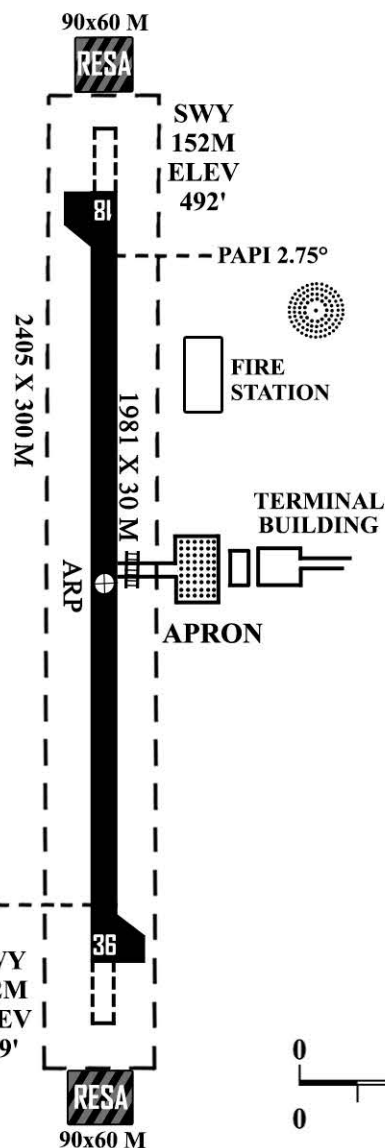 90x60 M
RESA
SWY
152M
ELEV
492'
18
PAPI 2.75°
2405 X 300 M
FIRE
STATION
1981 X 30 M
TERMINAL
BUILDING
ARP
APRON
36
9'
0
0
RESA
90x60 M